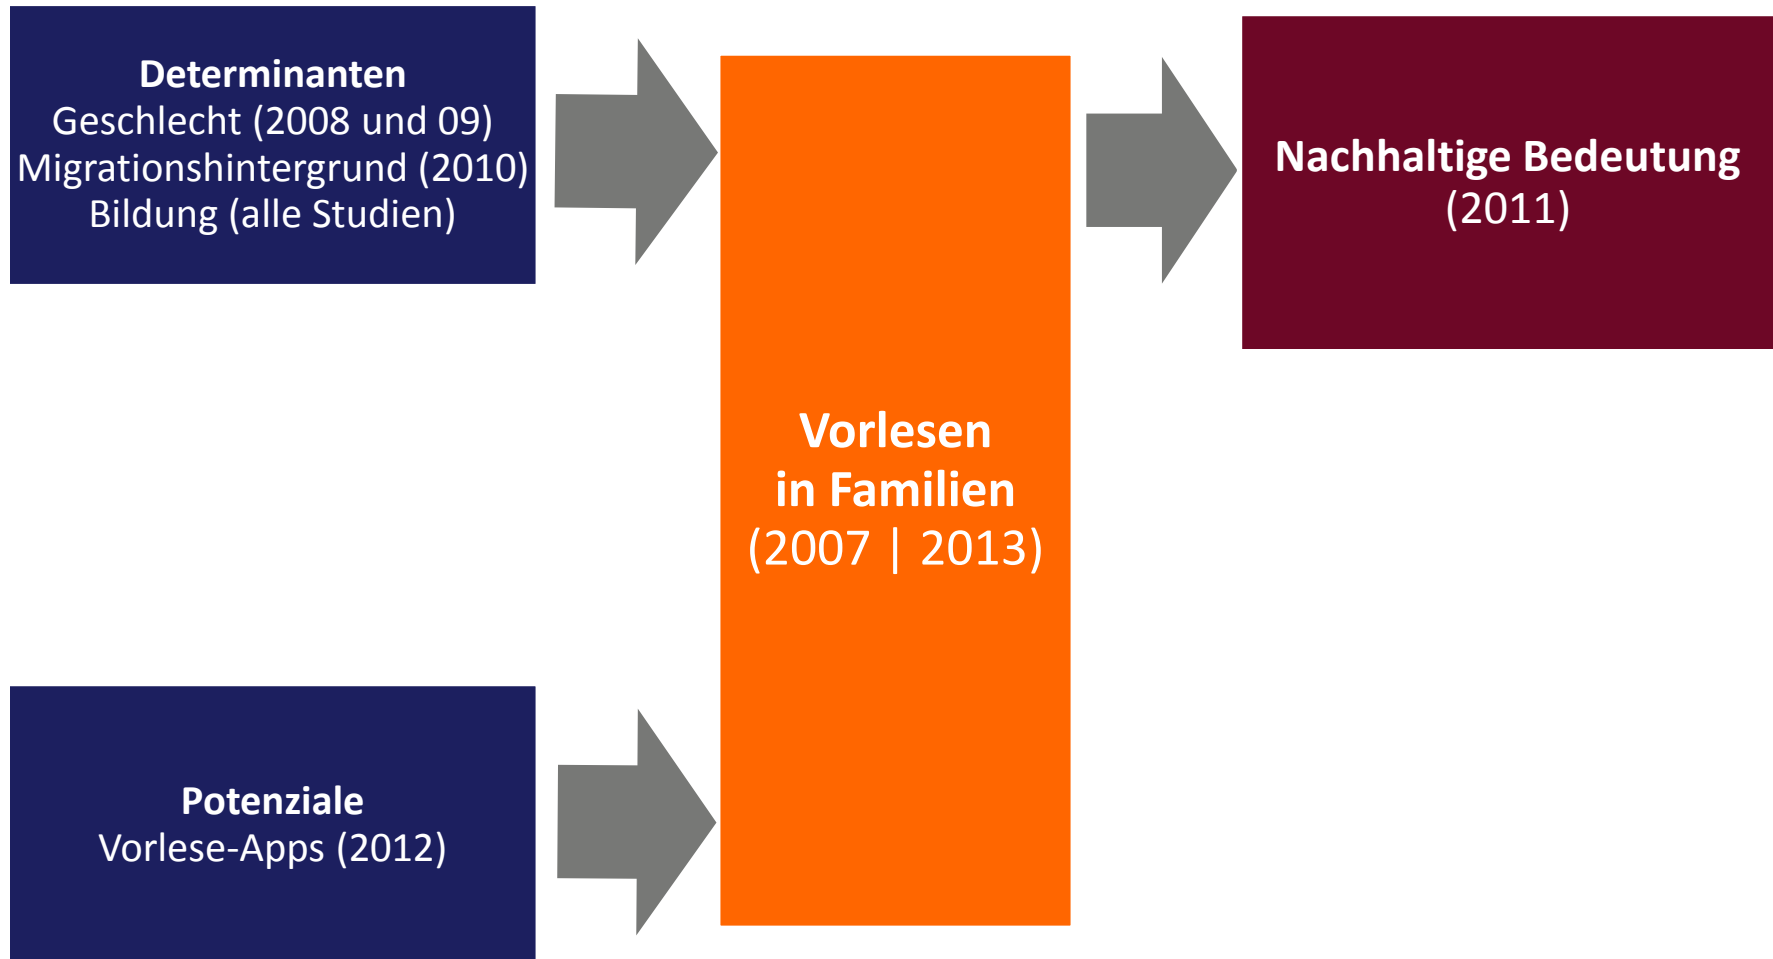 Determinanten
Geschlecht (2008 und 09)
Migrationshintergrund (2010)
Bildung (alle Studien)
Vorlesen
in Familien
(2007 | 2013)
Nachhaltige Bedeutung
(2011)
Potenziale
Vorlese-Apps (2012)